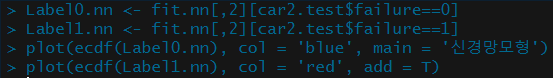 > Label0.nn <- fit.nn[,2][car2.test$failure==0]
> Label1.nn <- fit.nn[,2][car2.test$failure==1]
> plot(ecdf(Label0.nn), col = 'blue', main = '신경망모형')
> plot(ecdf(Label1.nn), col = 'red', add = T)